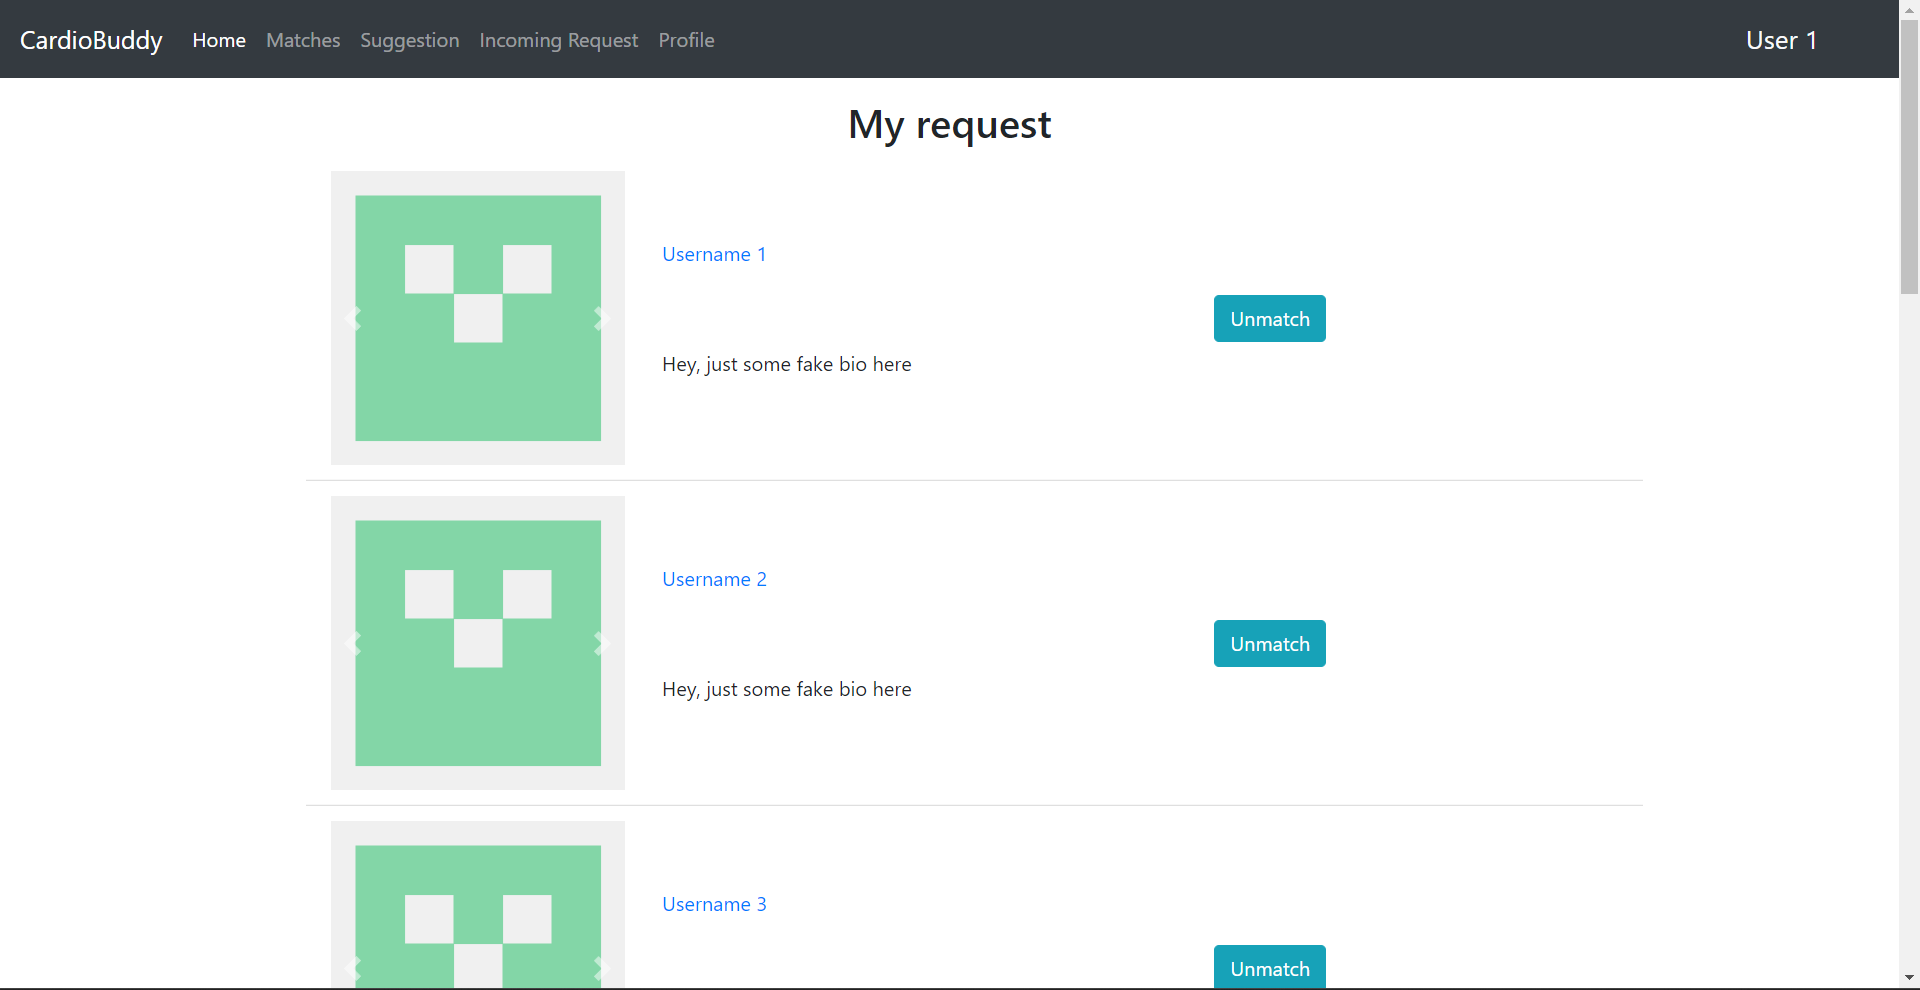 CardioBuddy Home Matches Suggestion Incoming Request Profile User 1
My request
Username 1
Unmatch
Hey, just some fake bio here
Username 2
Unmatch
Hey, just some fake bio here
Username 3
Unmatch